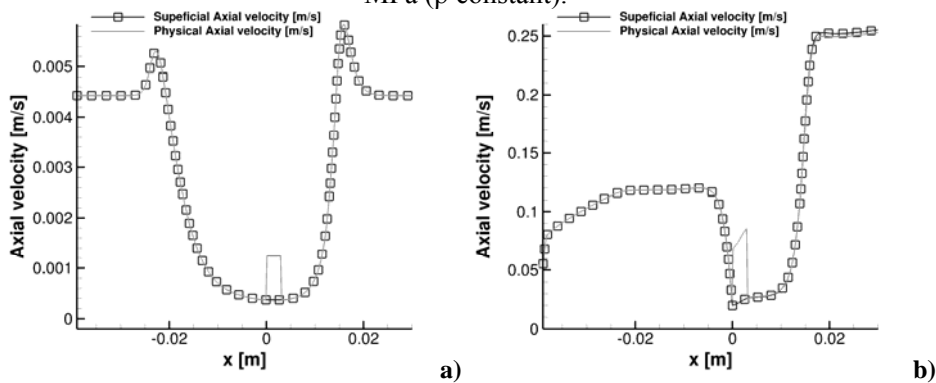 MPa (ρ constant).
Supeficial Axial velocity [m/s]
Physical Axial velocity [m/s]
0.005
0.004
0.003
0.002
0.001
0
Axial velocity [m/s]
-0.02
0
0.02
x [m]
a)
Supeficial Axial velocity [m/s]
Physical Axial velocity [m/s]
0.25
0.2
0.15
0.1
0.05
0
Axial velocity [m/s]
-0.02
0
0.02
x [m]
b)